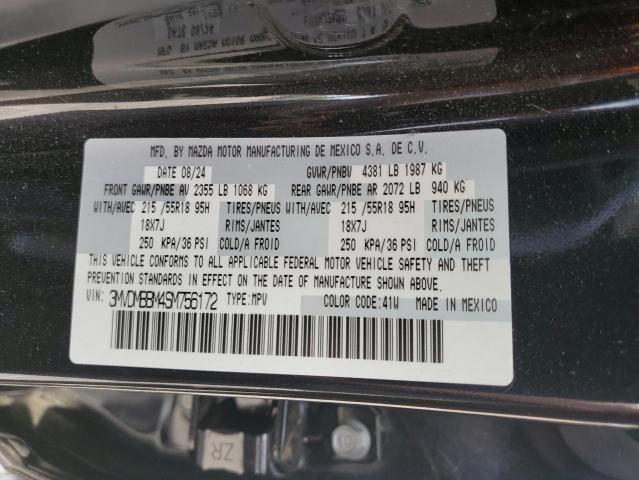 MFD. BY MAZDA MOTOR MANUFACTURING DE MEXICO S.A. DE C.V.
DATE 08/24 GVWR/PNBV 4381 LB 1987 KG
FRONT GAWR/PNBE AV 2355 LB 1068 KG REAR GAWR/PNBE AR 2072 LB 940 KG
WITH/AVEC 215 /55R18 95H TIRES/PNEUS WITH/AVEC 215 /55R18 95H TIRES/PNEUS
18X7J RIMS/JANTES 18X7J RIMS/JANTES
250 KPA/36 PSI COLD/A FROID 250 KPA/36 PSI COLD/A FROID
THIS VEHICLE CONFORMS TO ALL APPLICABLE FEDERAL MOTOR VEHICLE SAFETY AND THEFT
PREVENTION STANDARDS IN EFFECT ON THE DATE OF MANUFACTURE SHOWN ABOVE.
VIN: 3MVDMBBM4SM756172 TYPE:MPV COLOR CODE:41W MADE IN MEXICO
ZR